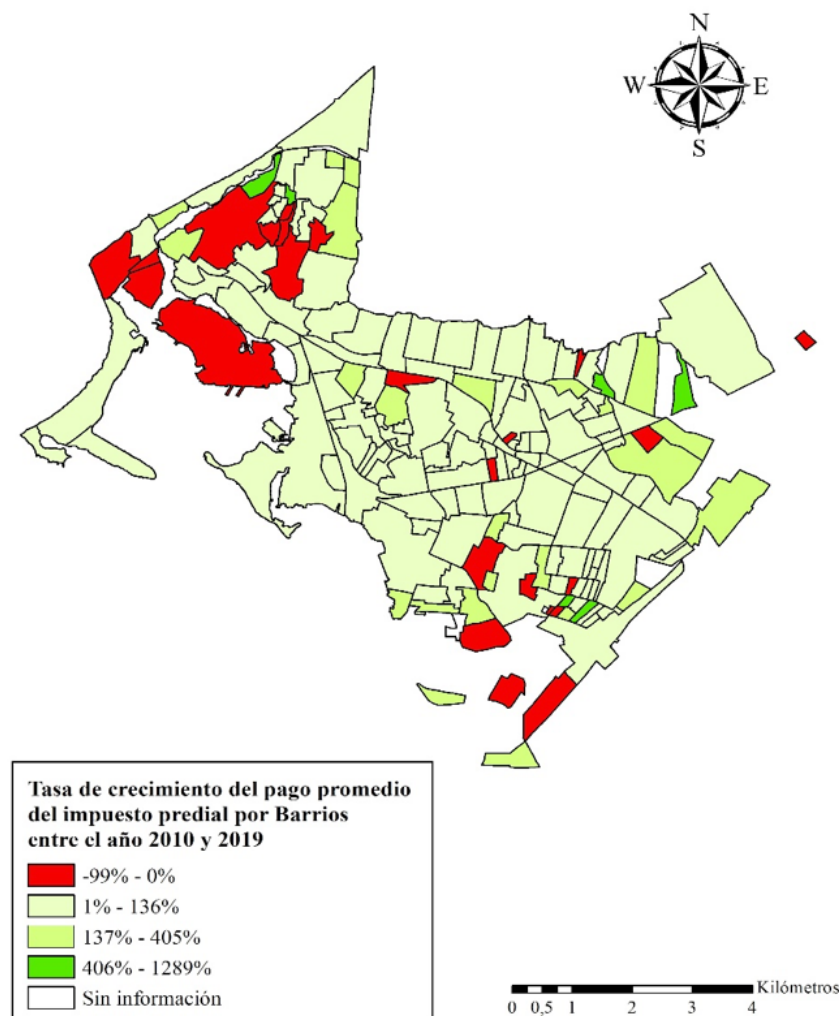 N
W E
S
Tasa de crecimiento del pago promedio
del impuesto predial por Barrios
entre el año 2010 y 2019
-99% - 0%
1% - 136%
137% - 405%
406% - 1289%
Sin información
Kilómetros
0 0,5 1 2 3 4